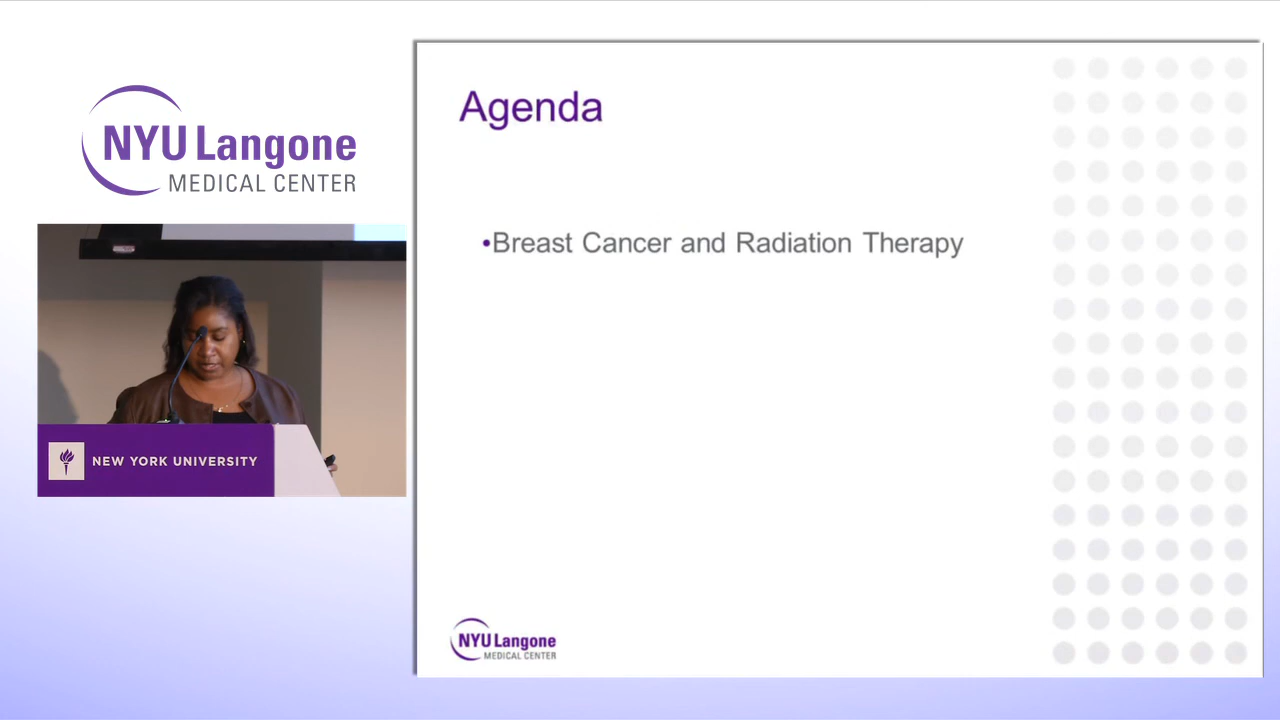 NYU Langone
MEDICAL CENTER
NEW YORK UNIVERSITY
Agenda
•Breast Cancer and Radiation Therapy
NYU Langone
MEDICAL CENTER